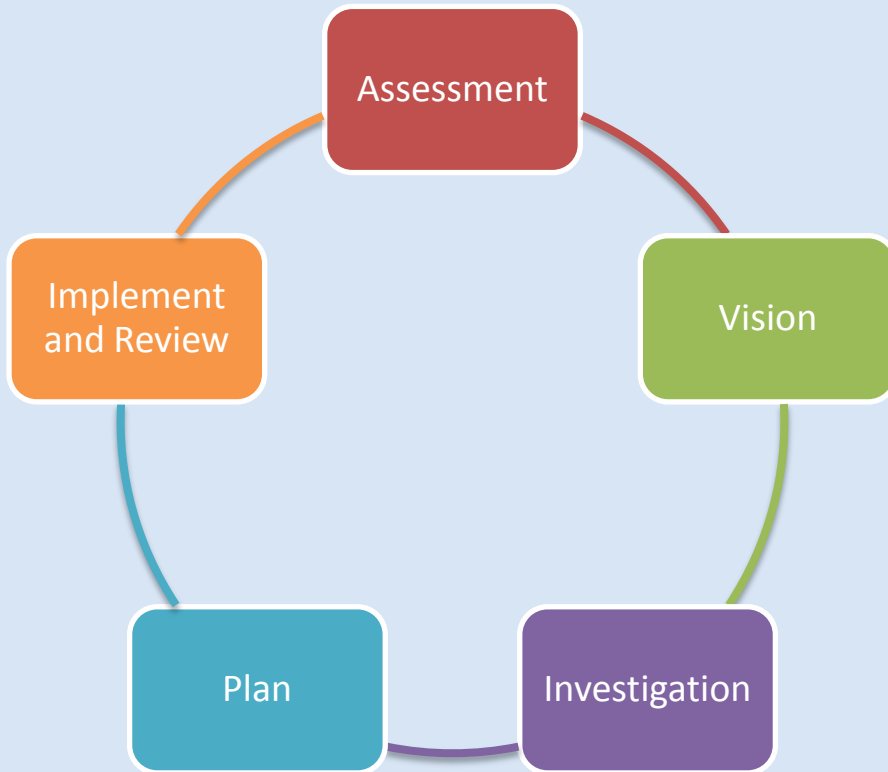 Assessment
Vision
Investigation
Plan
Implement
and Review